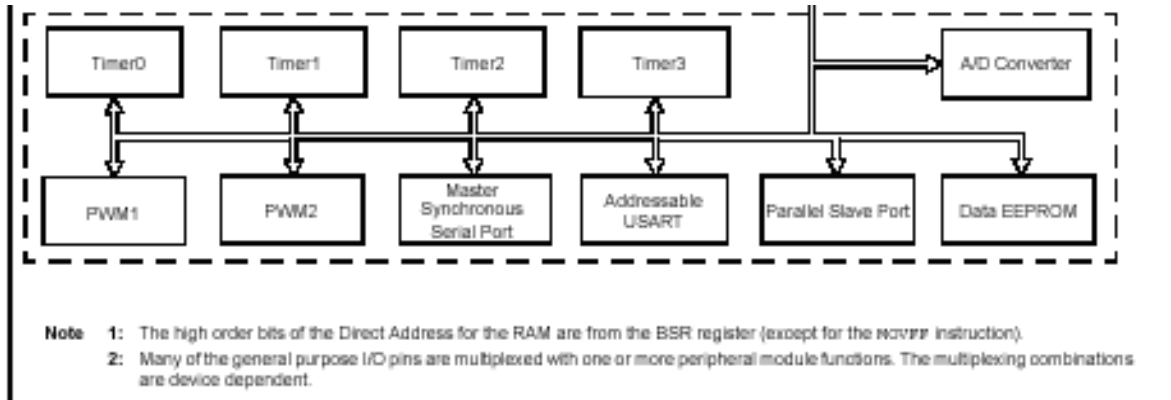 Timer0
Timer1
Timer2
Timer3
A/D Converter
PWM1
PWM2
Master
Synchronous
Serial Port
Addressable
USART
Parallel Slave Port
Data EEPROM
Note 1: The high order bits of the Direct Address for the RAM are from the BSR register (except for the MOVFF instruction).
2: Many of the general purpose I/O pins are multiplexed with one or more peripheral module functions. The multiplexing combinations
are device dependent.